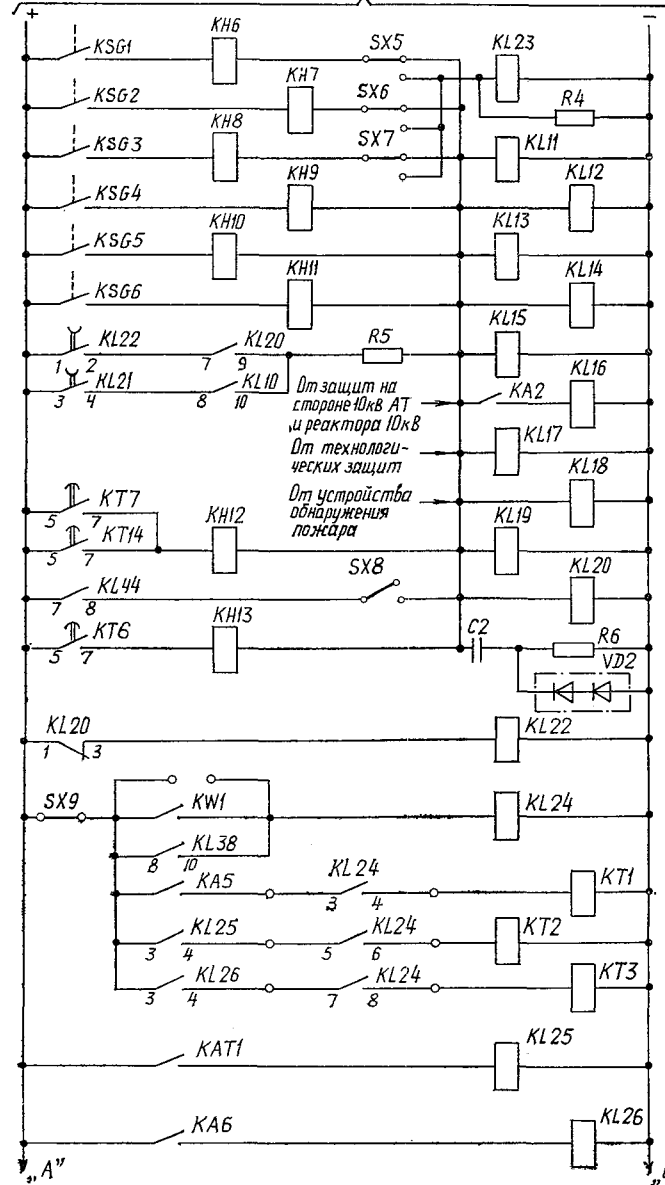 +
−
KSG1
KH6
SX5
KL23
KSG2
KH7
SX6
R4
KSG3
KH8
SX7
KL11
KSG4
KH9
KL12
KSG5
KH10
KL13
KSG6
KH11
KL14
KL22
1 2
KL20
7 9
R5
KL15
KL21
3 4
KL10
8 10
От защит на
стороне 10кВ АТ
и реактора 10кВ
KA2
KL16
От технологи-
ческих защит
KL17
От устройства
обнаружения
пожара
KL18
KT7
5 7
KT14
5 7
KH12
KL19
KL44
7 8
SX8
KL20
KT6
5 7
KH13
C2
R6
VD2
KL20
1 3
KL22
SX9
KW1
KL24
KL38
8 10
KA5
KL24
3 4
KT1
KL25
3 4
KL24
5 6
KT2
KL26
3 4
KL24
7 8
KT3
KAT1
KL25
KA6
KL26
„А”